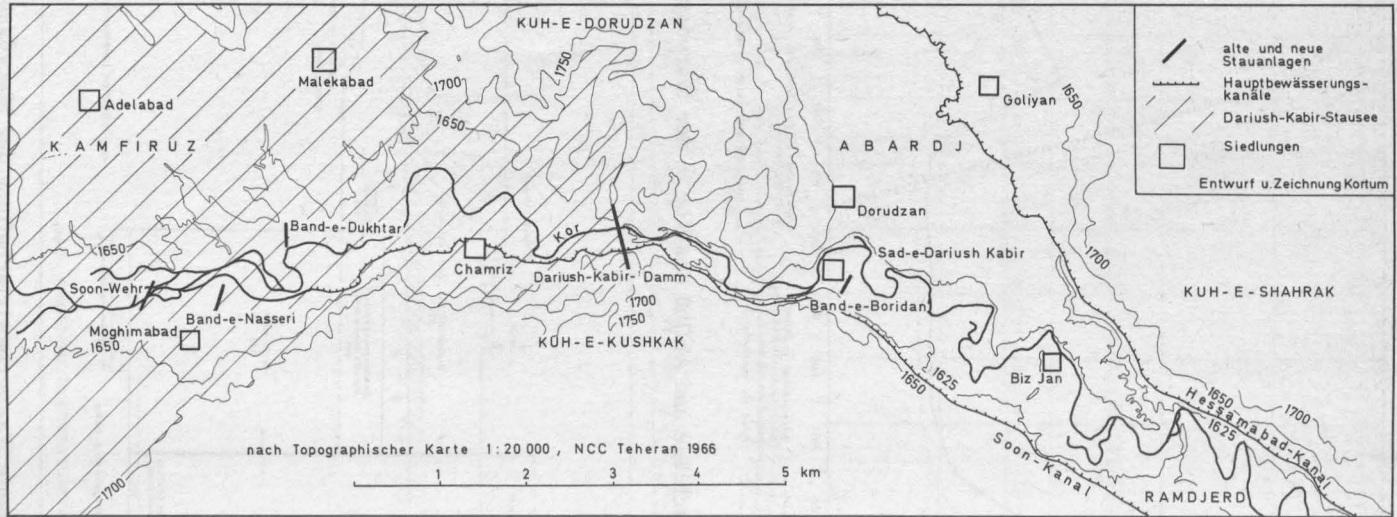 KUH-E-DORUDZAN
1750
1700
1650
Malekabad
Adelabad
KAMFIRUZ
ABARDJ
Goliyan
1650
1700
alte und neue
Stauanlagen
Hauptbewässerungs-
kanäle
Dariush-Kabir-Stausee
Siedlungen
Entwurf u. Zeichnung Kortum
Dorudzan
Band-e-Dukhtar
Kor
1650
Chamriz
Dariush-Kabir-Damm
Sad-e-Dariush Kabir
Soon-Wehr
Band-e-Nasseri
Band-e-Boridan
KUH-E-SHAHRAK
1700
1750
Moghimabad
1650
KUH-E-KUSHKAK
Biz Jan
1625
1650
1650
1700
Hessamabad-Kanal
1625
Soon-Kanal
RAMDJERD
1700
nach Topographischer Karte 1:20 000, NCC Teheran 1966
1 2 3 4 5 km